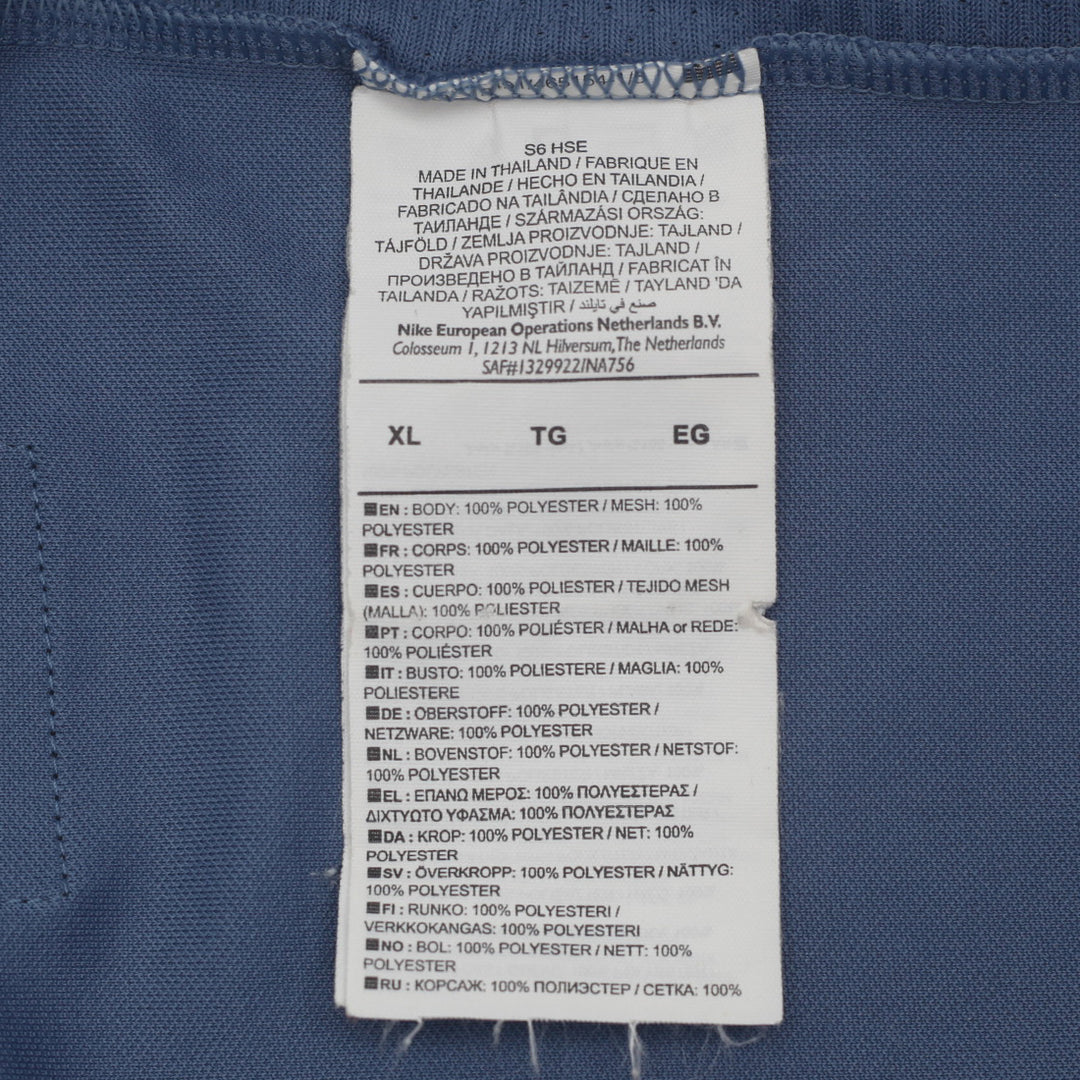 S6 HSE
MADE IN THAILAND / FABRIQUE EN
THAILANDE / HECHO EN TAILANDIA /
FABRICADO NA TAILÂNDIA / СДЕЛАНО В
ТАИЛАНДЕ / SZÁRMAZÁSI ORSZÁG:
TÁJFÖLD / ZEMLJA PROIZVODNJE: TAJLAND /
DRŽAVA PROIZVODNJE: TAJLAND /
ПРОИЗВЕДЕНО В ТАЙЛАНД / FABRICAT ÎN
TAILANDA / RAŽOTS: TAIZEMĒ / TAYLAND 'DA
YAPILMIŞTIR / صنع في تايلند
Nike European Operations Netherlands B.V.
Colosseum 1, 1213 NL Hilversum, The Netherlands
SAF#1329922/NA756
XL TG EG
EN : BODY: 100% POLYESTER / MESH: 100%
POLYESTER
FR : CORPS: 100% POLYESTER / MAILLE: 100%
POLYESTER
ES : CUERPO: 100% POLIESTER / TEJIDO MESH
(MALLA): 100% POLIESTER
PT : CORPO: 100% POLIÉSTER / MALHA or REDE:
100% POLIÉSTER
IT : BUSTO: 100% POLIESTERE / MAGLIA: 100%
POLIESTERE
DE : OBERSTOFF: 100% POLYESTER /
NETZWARE: 100% POLYESTER
NL : BOVENSTOF: 100% POLYESTER / NETSTOF:
100% POLYESTER
EL : ΕΠΑΝΩ ΜΕΡΟΣ: 100% ΠΟΛΥΕΣΤΕΡΑΣ /
ΔΙΧΤΥΩΤΟ ΥΦΑΣΜΑ: 100% ΠΟΛΥΕΣΤΕΡΑΣ
DA : KROP: 100% POLYESTER / NET: 100%
POLYESTER
SV : ÖVERKROPP: 100% POLYESTER / NÄTTYG:
100% POLYESTER
FI : RUNKO: 100% POLYESTERI /
VERKKOKANGAS: 100% POLYESTERI
NO : BOL: 100% POLYESTER / NETT: 100%
POLYESTER
RU : КОРСАЖ: 100% ПОЛИЭСТЕР / СЕТКА: 100%